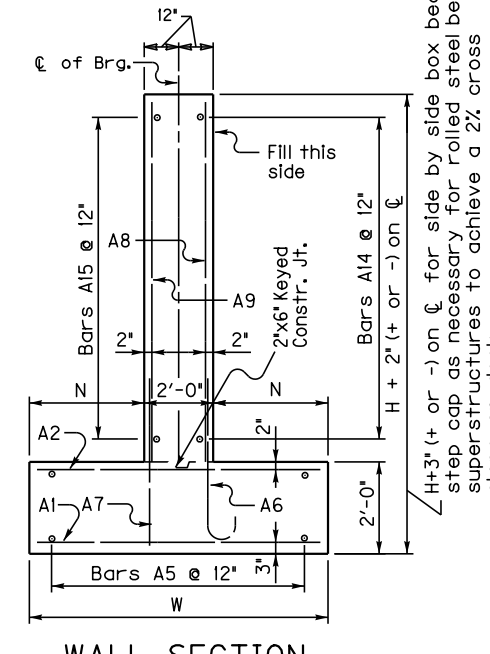 12"
℄ of Brg.
Fill this
side
A8
A9
Bars A15 @ 12"
Bars A14 @ 12"
2"x6" Keyed
Constr. Jt.
H + 2" (+ or -) on ℄
H+3" (+ or -) on ℄ for side by side box
step cap as necessary for rolled steel
superstructures to achieve a 2% cross
2"
2"
N
2'-0"
N
A2
2"
A1
A7
A6
2'-0"
Bars A5 @ 12"
3"
W
WALL SECTION